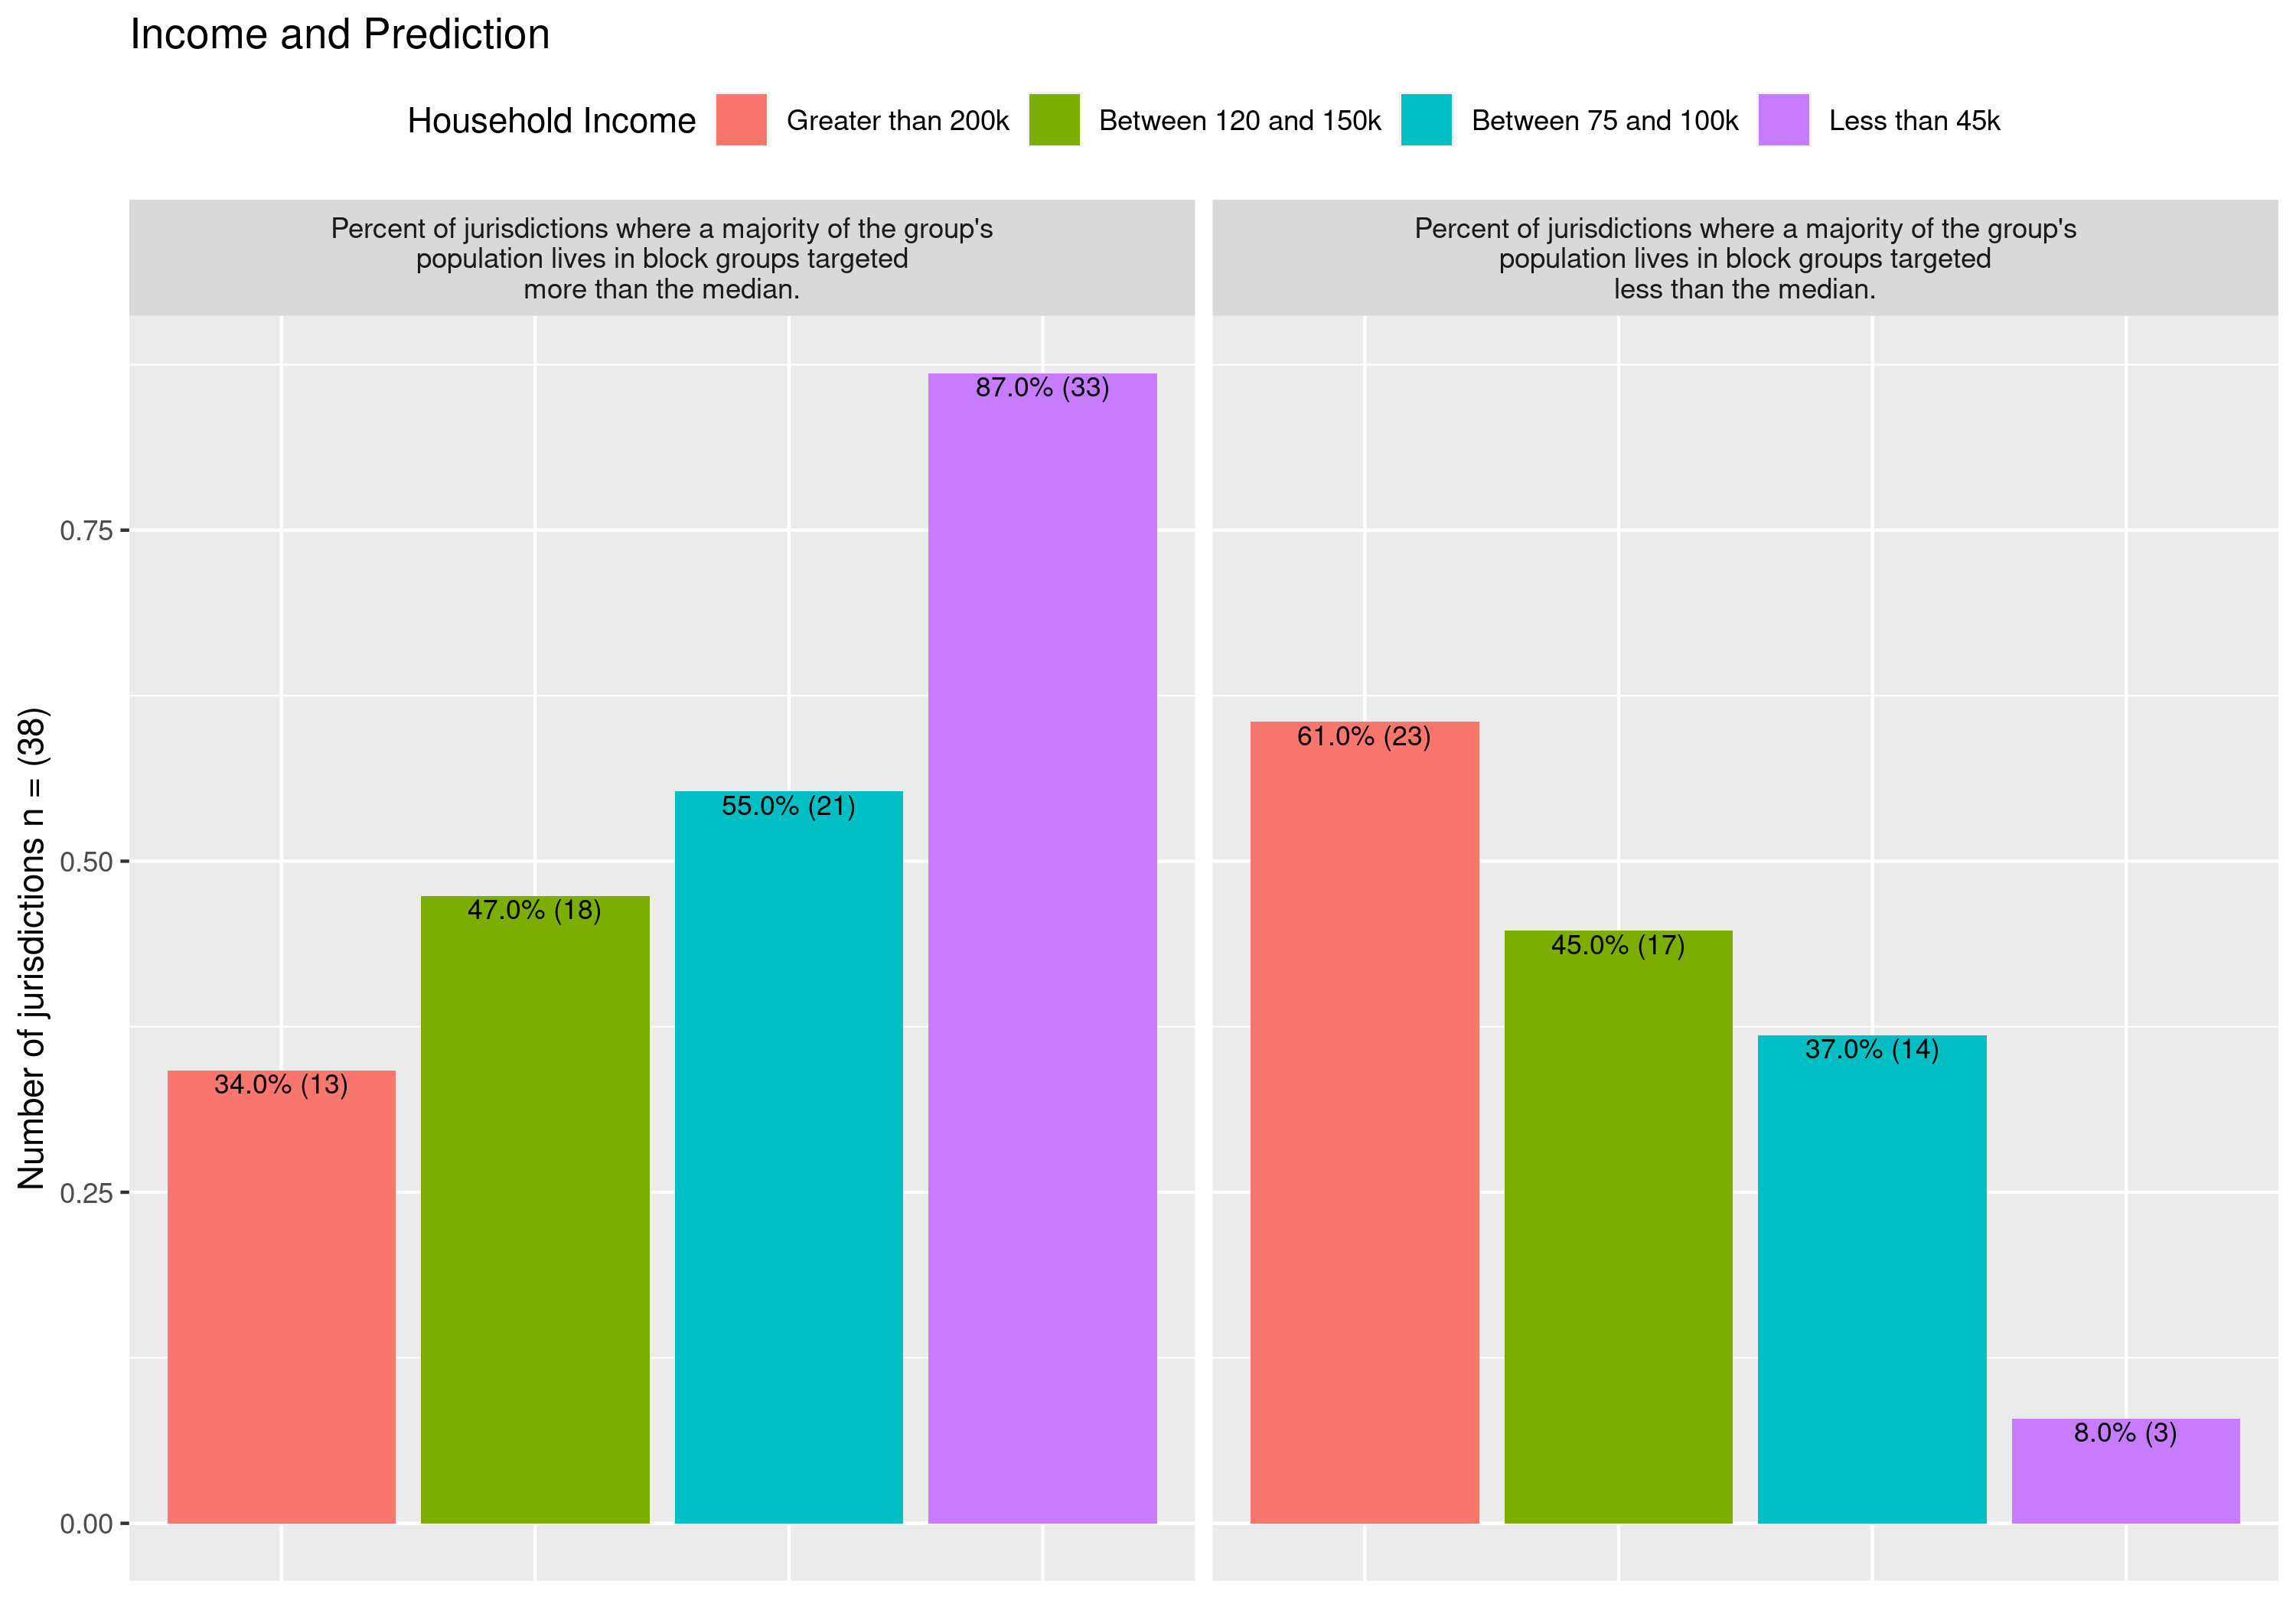 Income and Prediction
Household Income
Greater than 200k
Between 120 and 150k
Between 75 and 100k
Less than 45k
Percent of jurisdictions where a majority of the group's
population lives in block groups targeted
more than the median.
Percent of jurisdictions where a majority of the group's
population lives in block groups targeted
less than the median.
Number of jurisdictions n = (38)
0.75
0.50
0.25
0.00
34.0% (13)
47.0% (18)
55.0% (21)
87.0% (33)
61.0% (23)
45.0% (17)
37.0% (14)
8.0% (3)